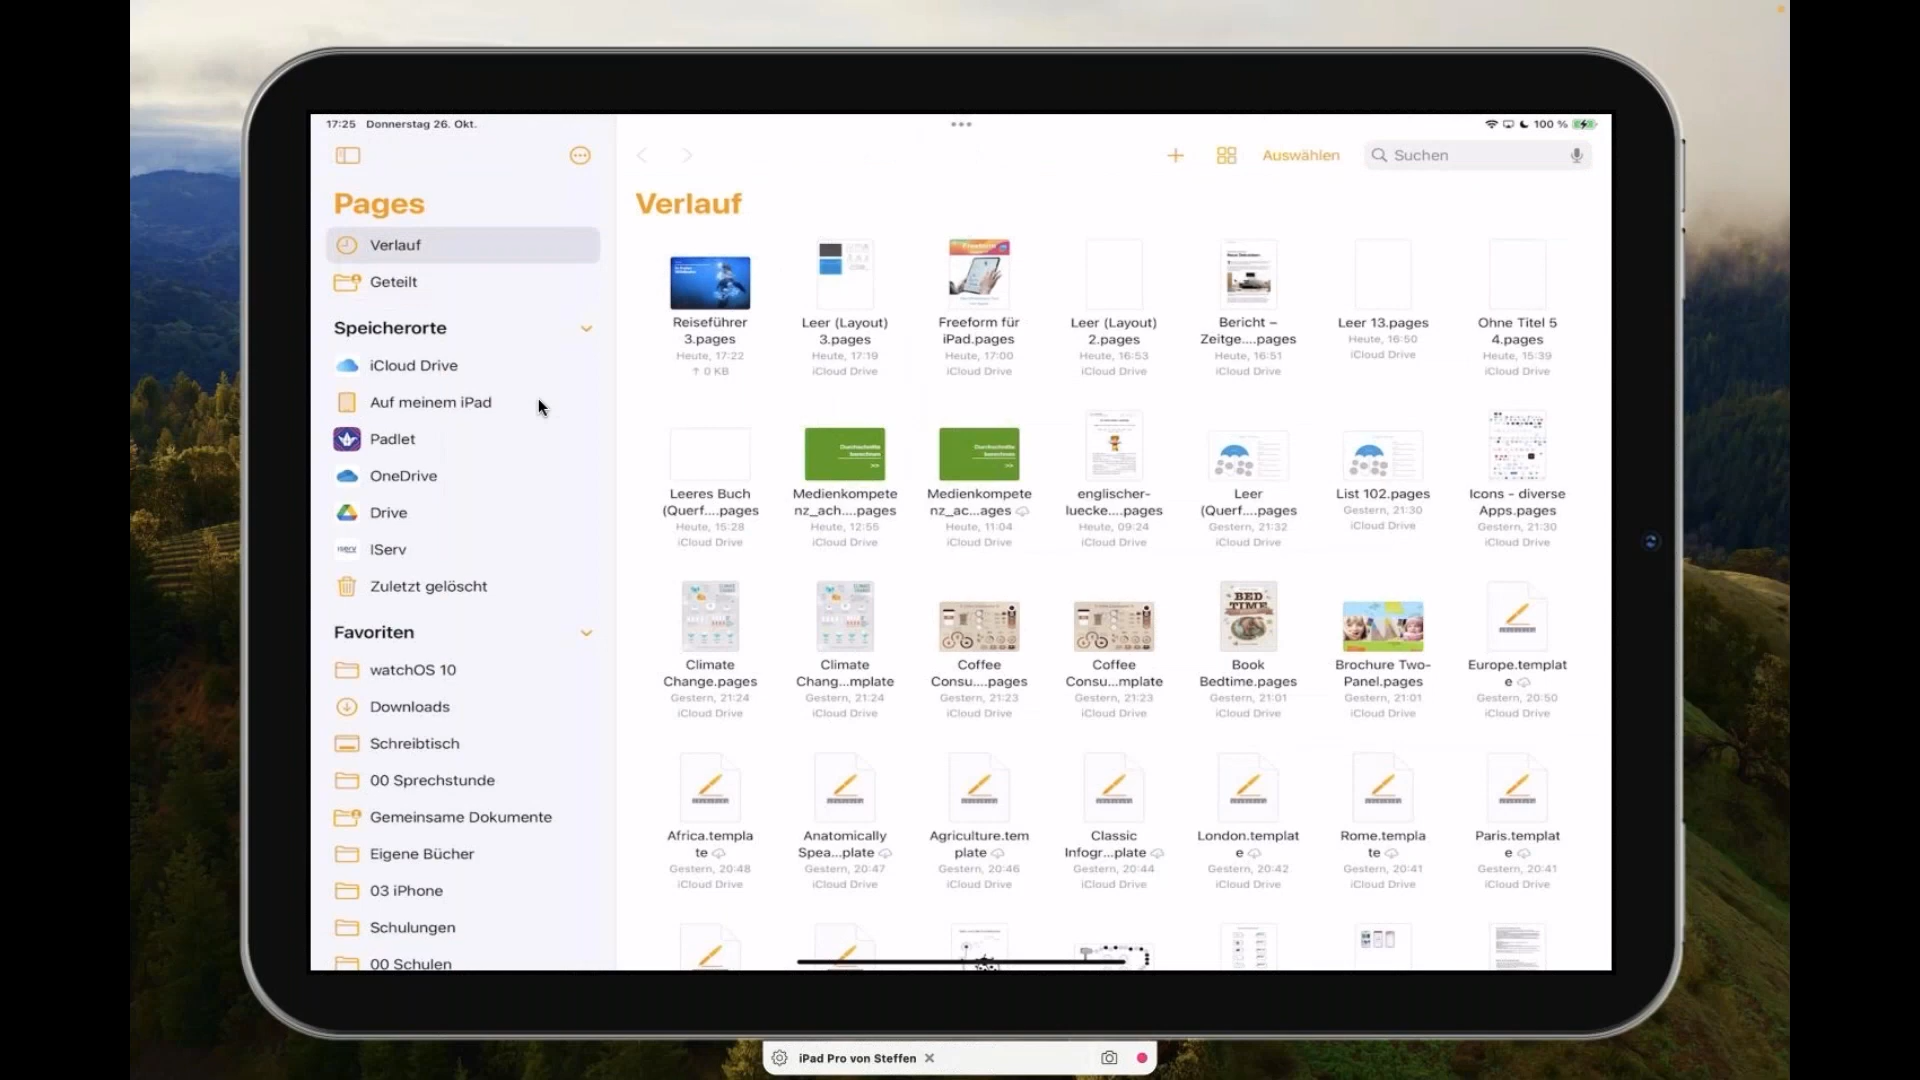 17:25 Donnerstag 26. Okt.
100 %
Auswählen
Suchen
Pages
Verlauf
Geteilt
Speicherorte
iCloud Drive
Auf meinem iPad
Padlet
OneDrive
Drive
IServ
Zuletzt gelöscht
Favoriten
watchOS 10
Downloads
Schreibtisch
00 Sprechstunde
Gemeinsame Dokumente
Eigene Bücher
03 iPhone
Schulungen
00 Schulen
Verlauf
Reiseführer
3.pages
Heute, 17:22
↑ 0 KB
Leer (Layout)
3.pages
Heute, 17:19
iCloud Drive
Freeform für
iPad.pages
Heute, 17:00
iCloud Drive
Leer (Layout)
2.pages
Heute, 16:53
iCloud Drive
Bericht –
Zeitge....pages
Heute, 16:51
iCloud Drive
Leer 13.pages
Heute, 16:50
iCloud Drive
Ohne Titel 5
4.pages
Heute, 15:39
iCloud Drive
Leeres Buch
(Querf....pages
Heute, 15:28
iCloud Drive
Durchschnitte
berechnen
>>
Medienkompete
nz_ach....pages
Heute, 12:55
iCloud Drive
Durchschnitte
berechnen
>>
Medienkompete
nz_ac...ages
Heute, 11:04
iCloud Drive
englischer-
luecke....pages
Heute, 09:24
iCloud Drive
Leer
(Querf....pages
Gestern, 21:32
iCloud Drive
List 102.pages
Gestern, 21:30
iCloud Drive
Icons - diverse
Apps.pages
Gestern, 21:30
iCloud Drive
Climate
Change.pages
Gestern, 21:24
iCloud Drive
Climate
Chang...mplate
Gestern, 21:24
iCloud Drive
Coffee
Consu....pages
Gestern, 21:23
iCloud Drive
Coffee
Consu...mplate
Gestern, 21:23
iCloud Drive
BED
TIME
Book
Bedtime.pages
Gestern, 21:01
iCloud Drive
Brochure Two-
Panel.pages
Gestern, 21:01
iCloud Drive
Europe.templat
e
Gestern, 20:50
iCloud Drive
Africa.templa
te
Gestern, 20:48
iCloud Drive
Anatomically
Spea...plate
Gestern, 20:47
iCloud Drive
Agriculture.tem
plate
Gestern, 20:46
iCloud Drive
Classic
Infogr...plate
Gestern, 20:44
iCloud Drive
London.templat
e
Gestern, 20:42
iCloud Drive
Rome.templa
te
Gestern, 20:41
iCloud Drive
Paris.templat
e
Gestern, 20:41
iCloud Drive
iPad Pro von Steffen